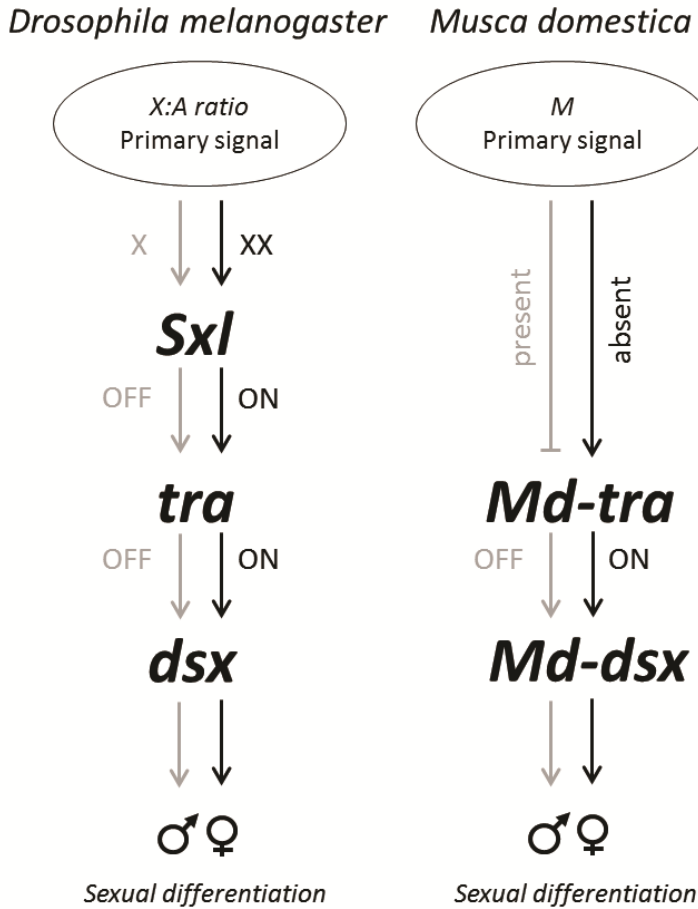 Drosophila melanogaster
X:A ratio
Primary signal
X
XX
Sxl
OFF
ON
tra
OFF
ON
dsx
♂♀
Sexual differentiation
Musca domestica
M
Primary signal
present
absent
Md-tra
OFF
ON
Md-dsx
♂♀
Sexual differentiation